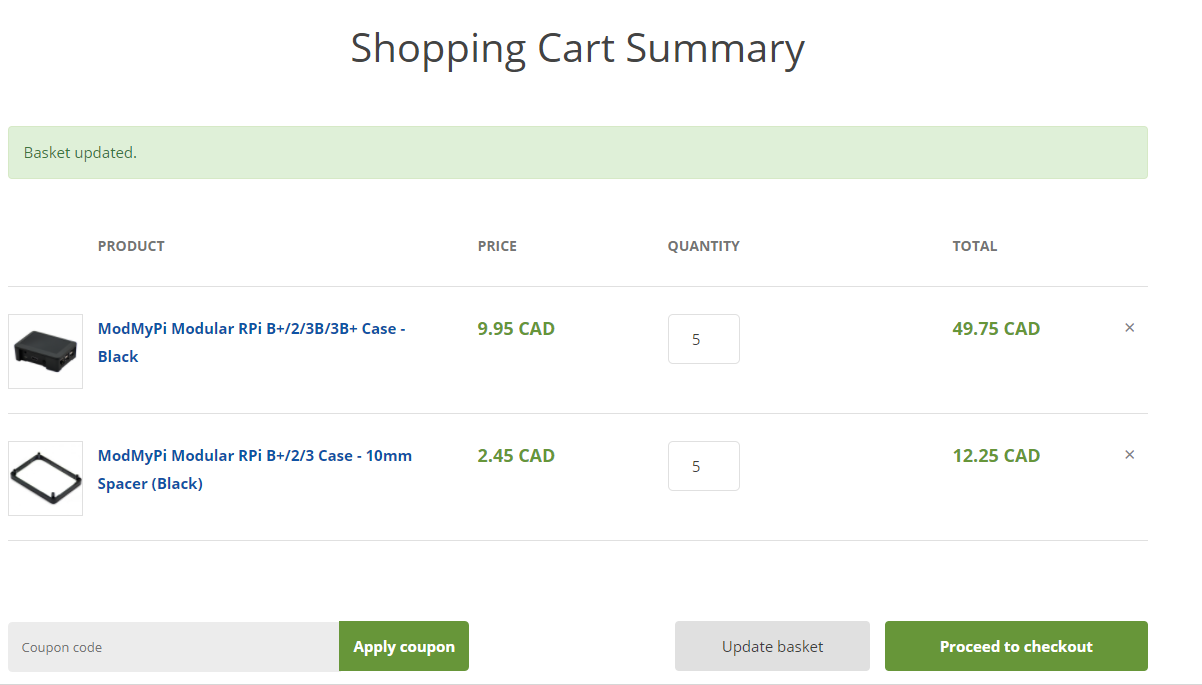 Shopping Cart Summary
Basket updated.
PRODUCT PRICE QUANTITY TOTAL
ModMyPi Modular RPi B+/2/3B/3B+ Case - 9.95 CAD 5 49.75 CAD ×
Black
ModMyPi Modular RPi B+/2/3 Case - 10mm 2.45 CAD 5 12.25 CAD ×
Spacer (Black)
Coupon code Apply coupon Update basket Proceed to checkout